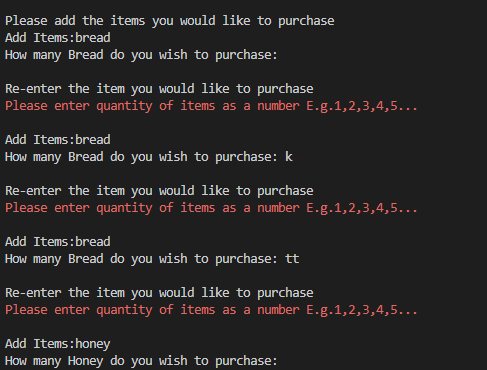 Please add the items you would like to purchase
Add Items:bread
How many Bread do you wish to purchase:
Re-enter the item you would like to purchase
Please enter quantity of items as a number E.g.1,2,3,4,5...
Add Items:bread
How many Bread do you wish to purchase: k
Re-enter the item you would like to purchase
Please enter quantity of items as a number E.g.1,2,3,4,5...
Add Items:bread
How many Bread do you wish to purchase: tt
Re-enter the item you would like to purchase
Please enter quantity of items as a number E.g.1,2,3,4,5...
Add Items:honey
How many Honey do you wish to purchase: